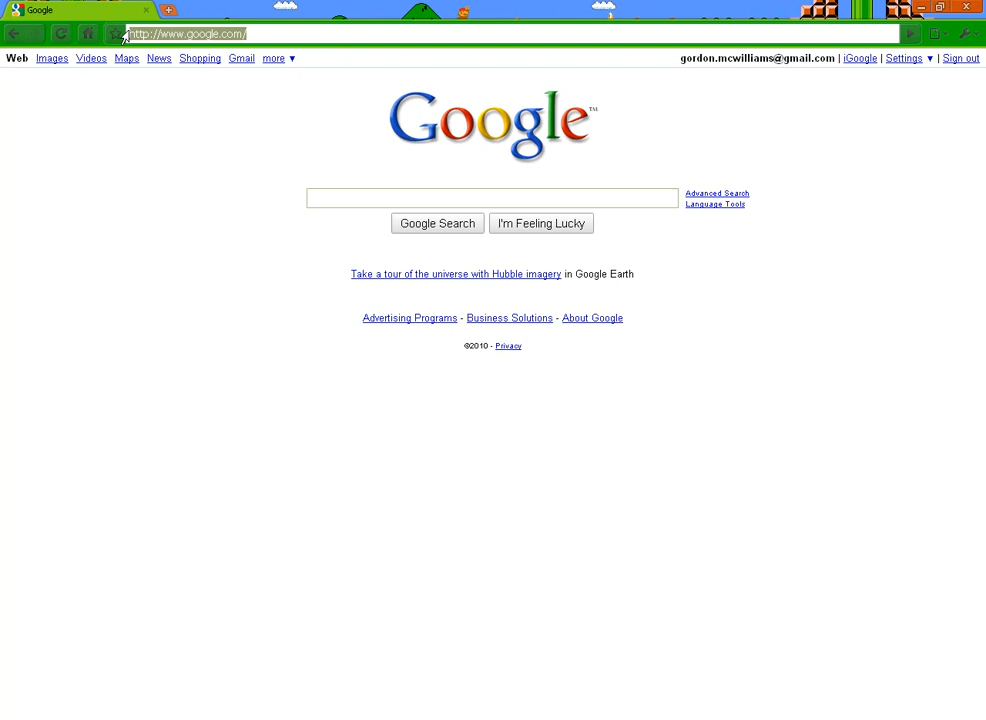 Google
http://www.google.com/
Web Images Videos Maps News Shopping Gmail more ▼ gordon.mcwilliams@gmail.com | iGoogle | Settings ▼ | Sign out
Google™
Advanced Search
Language Tools
Google Search I'm Feeling Lucky
Take a tour of the universe with Hubble imagery in Google Earth
Advertising Programs - Business Solutions - About Google
©2010 - Privacy